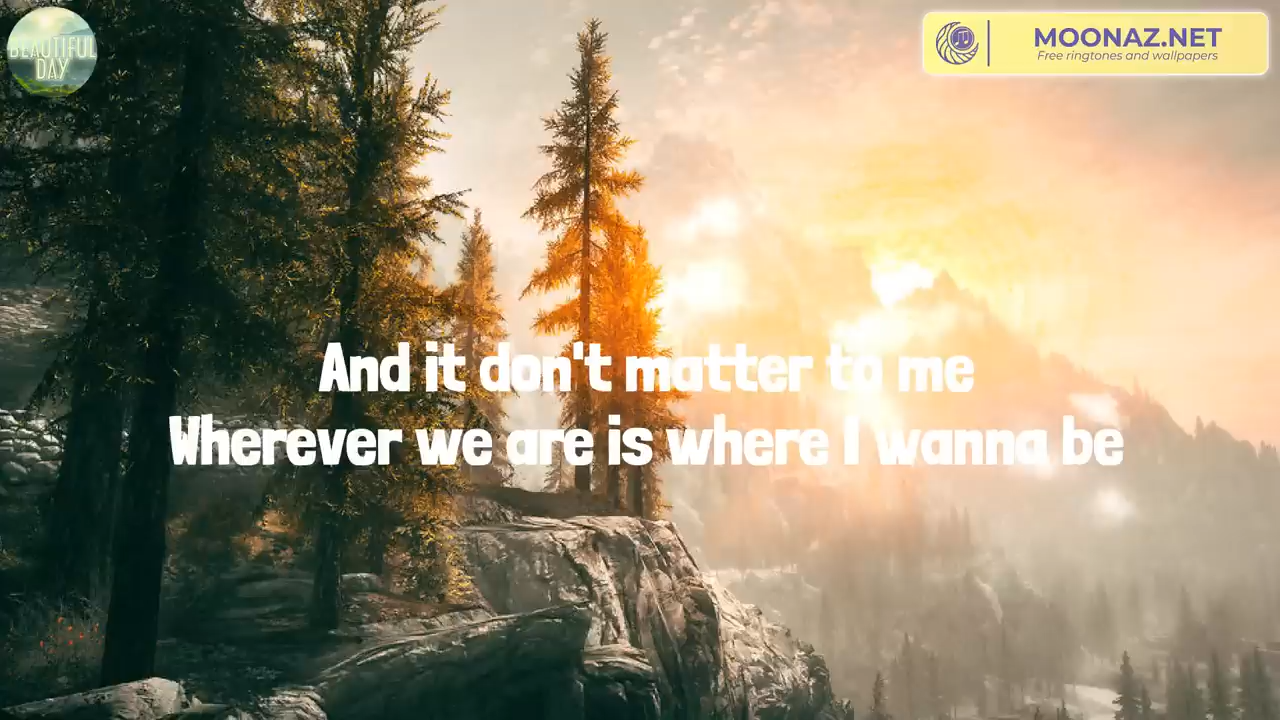 BEAUTIFUL
DAY
MOONAZ.NET
Free ringtones and wallpapers
And it don't matter to me
Wherever we are is where I wanna be